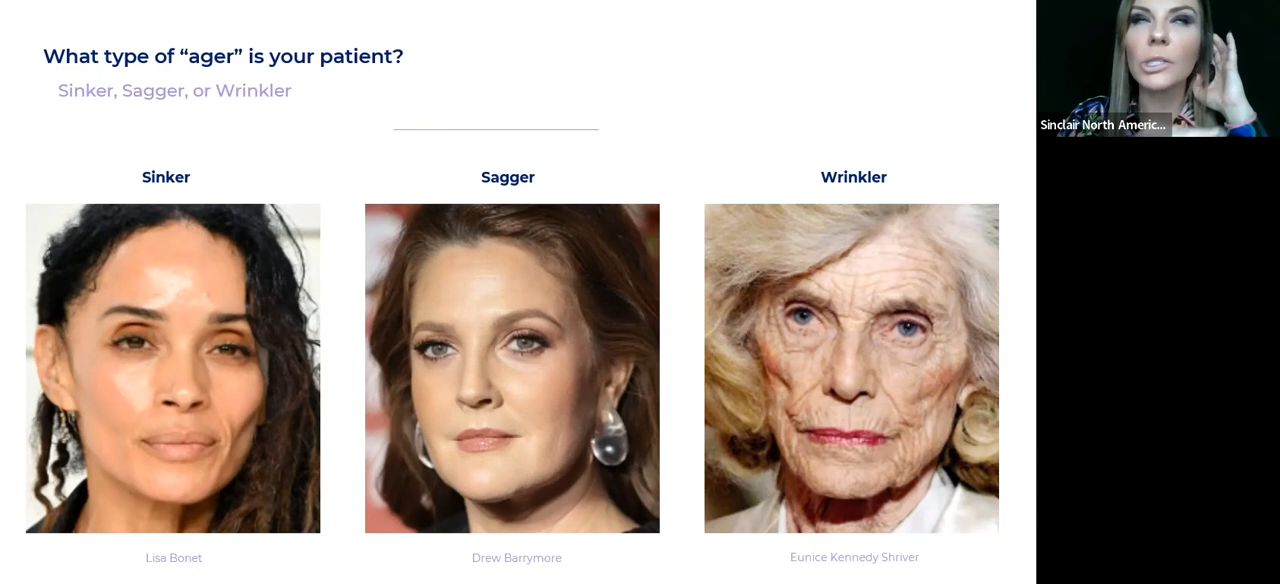 What type of “ager” is your patient?
Sinker, Sagger, or Wrinkler
Sinker
Sagger
Wrinkler
Lisa Bonet
Drew Barrymore
Eunice Kennedy Shriver
Sinclair North Americ...